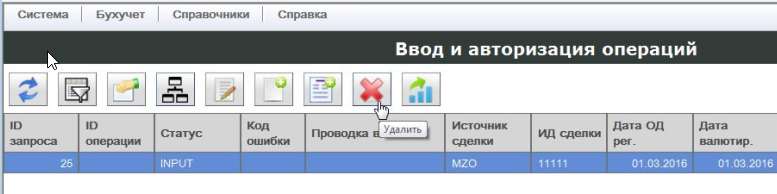 Система Бухучет Справочники Справка
Ввод и авторизация операций
Удалить
ID запроса ID операции Статус Код ошибки Проводка в Источник сделки ИД сделки Дата ОД рег. Дата валютир.
25 INPUT MZO 11111 01.03.2016 01.03.2016